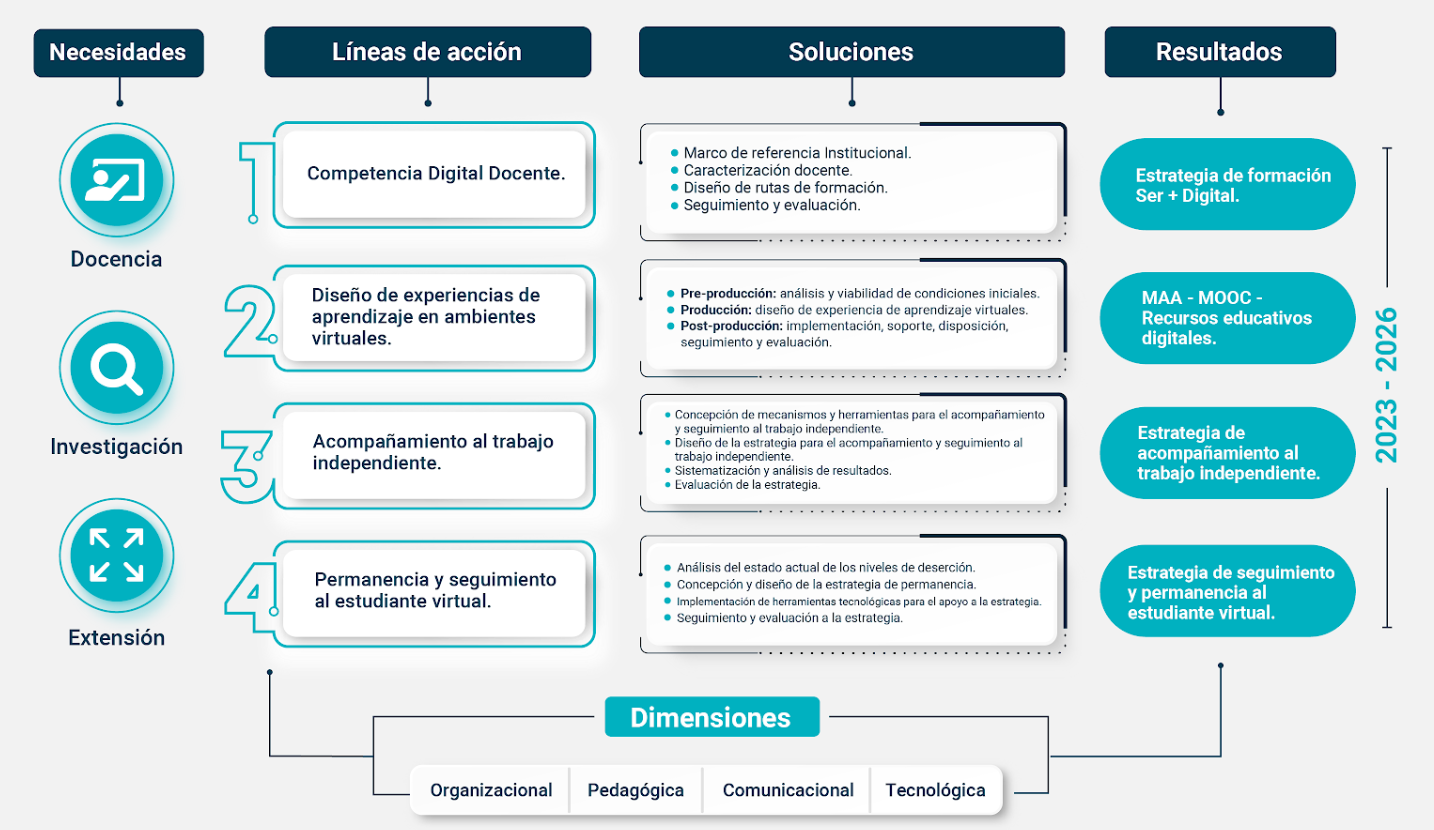 Necesidades
Líneas de acción
Soluciones
Resultados
Docencia
Investigación
Extensión
1
Competencia Digital Docente.
Marco de referencia Institucional.
Caracterización docente.
Diseño de rutas de formación.
Seguimiento y evaluación.
Estrategia de formación
Ser + Digital.
2
Diseño de experiencias de
aprendizaje en ambientes
virtuales.
Pre-producción: análisis y viabilidad de condiciones iniciales.
Producción: diseño de experiencia de aprendizaje virtuales.
Post-producción: implementación, soporte, disposición,
seguimiento y evaluación.
MAA - MOOC -
Recursos educativos
digitales.
3
Acompañamiento al trabajo
independiente.
Concepción de mecanismos y herramientas para el acompañamiento
y seguimiento al trabajo independiente.
Diseño de la estrategia para el acompañamiento y seguimiento al
trabajo independiente.
Sistematización y análisis de resultados.
Evaluación de la estrategia.
Estrategia de
acompañamiento al
trabajo independiente.
4
Permanencia y seguimiento
al estudiante virtual.
Análisis del estado actual de los niveles de deserción.
Concepción y diseño de la estrategia de permanencia.
Implementación de herramientas tecnológicas para el apoyo a la estrategia.
Seguimiento y evaluación a la estrategia.
Estrategia de seguimiento
y permanencia al
estudiante virtual.
2023 - 2026
Dimensiones
Organizacional
Pedagógica
Comunicacional
Tecnológica